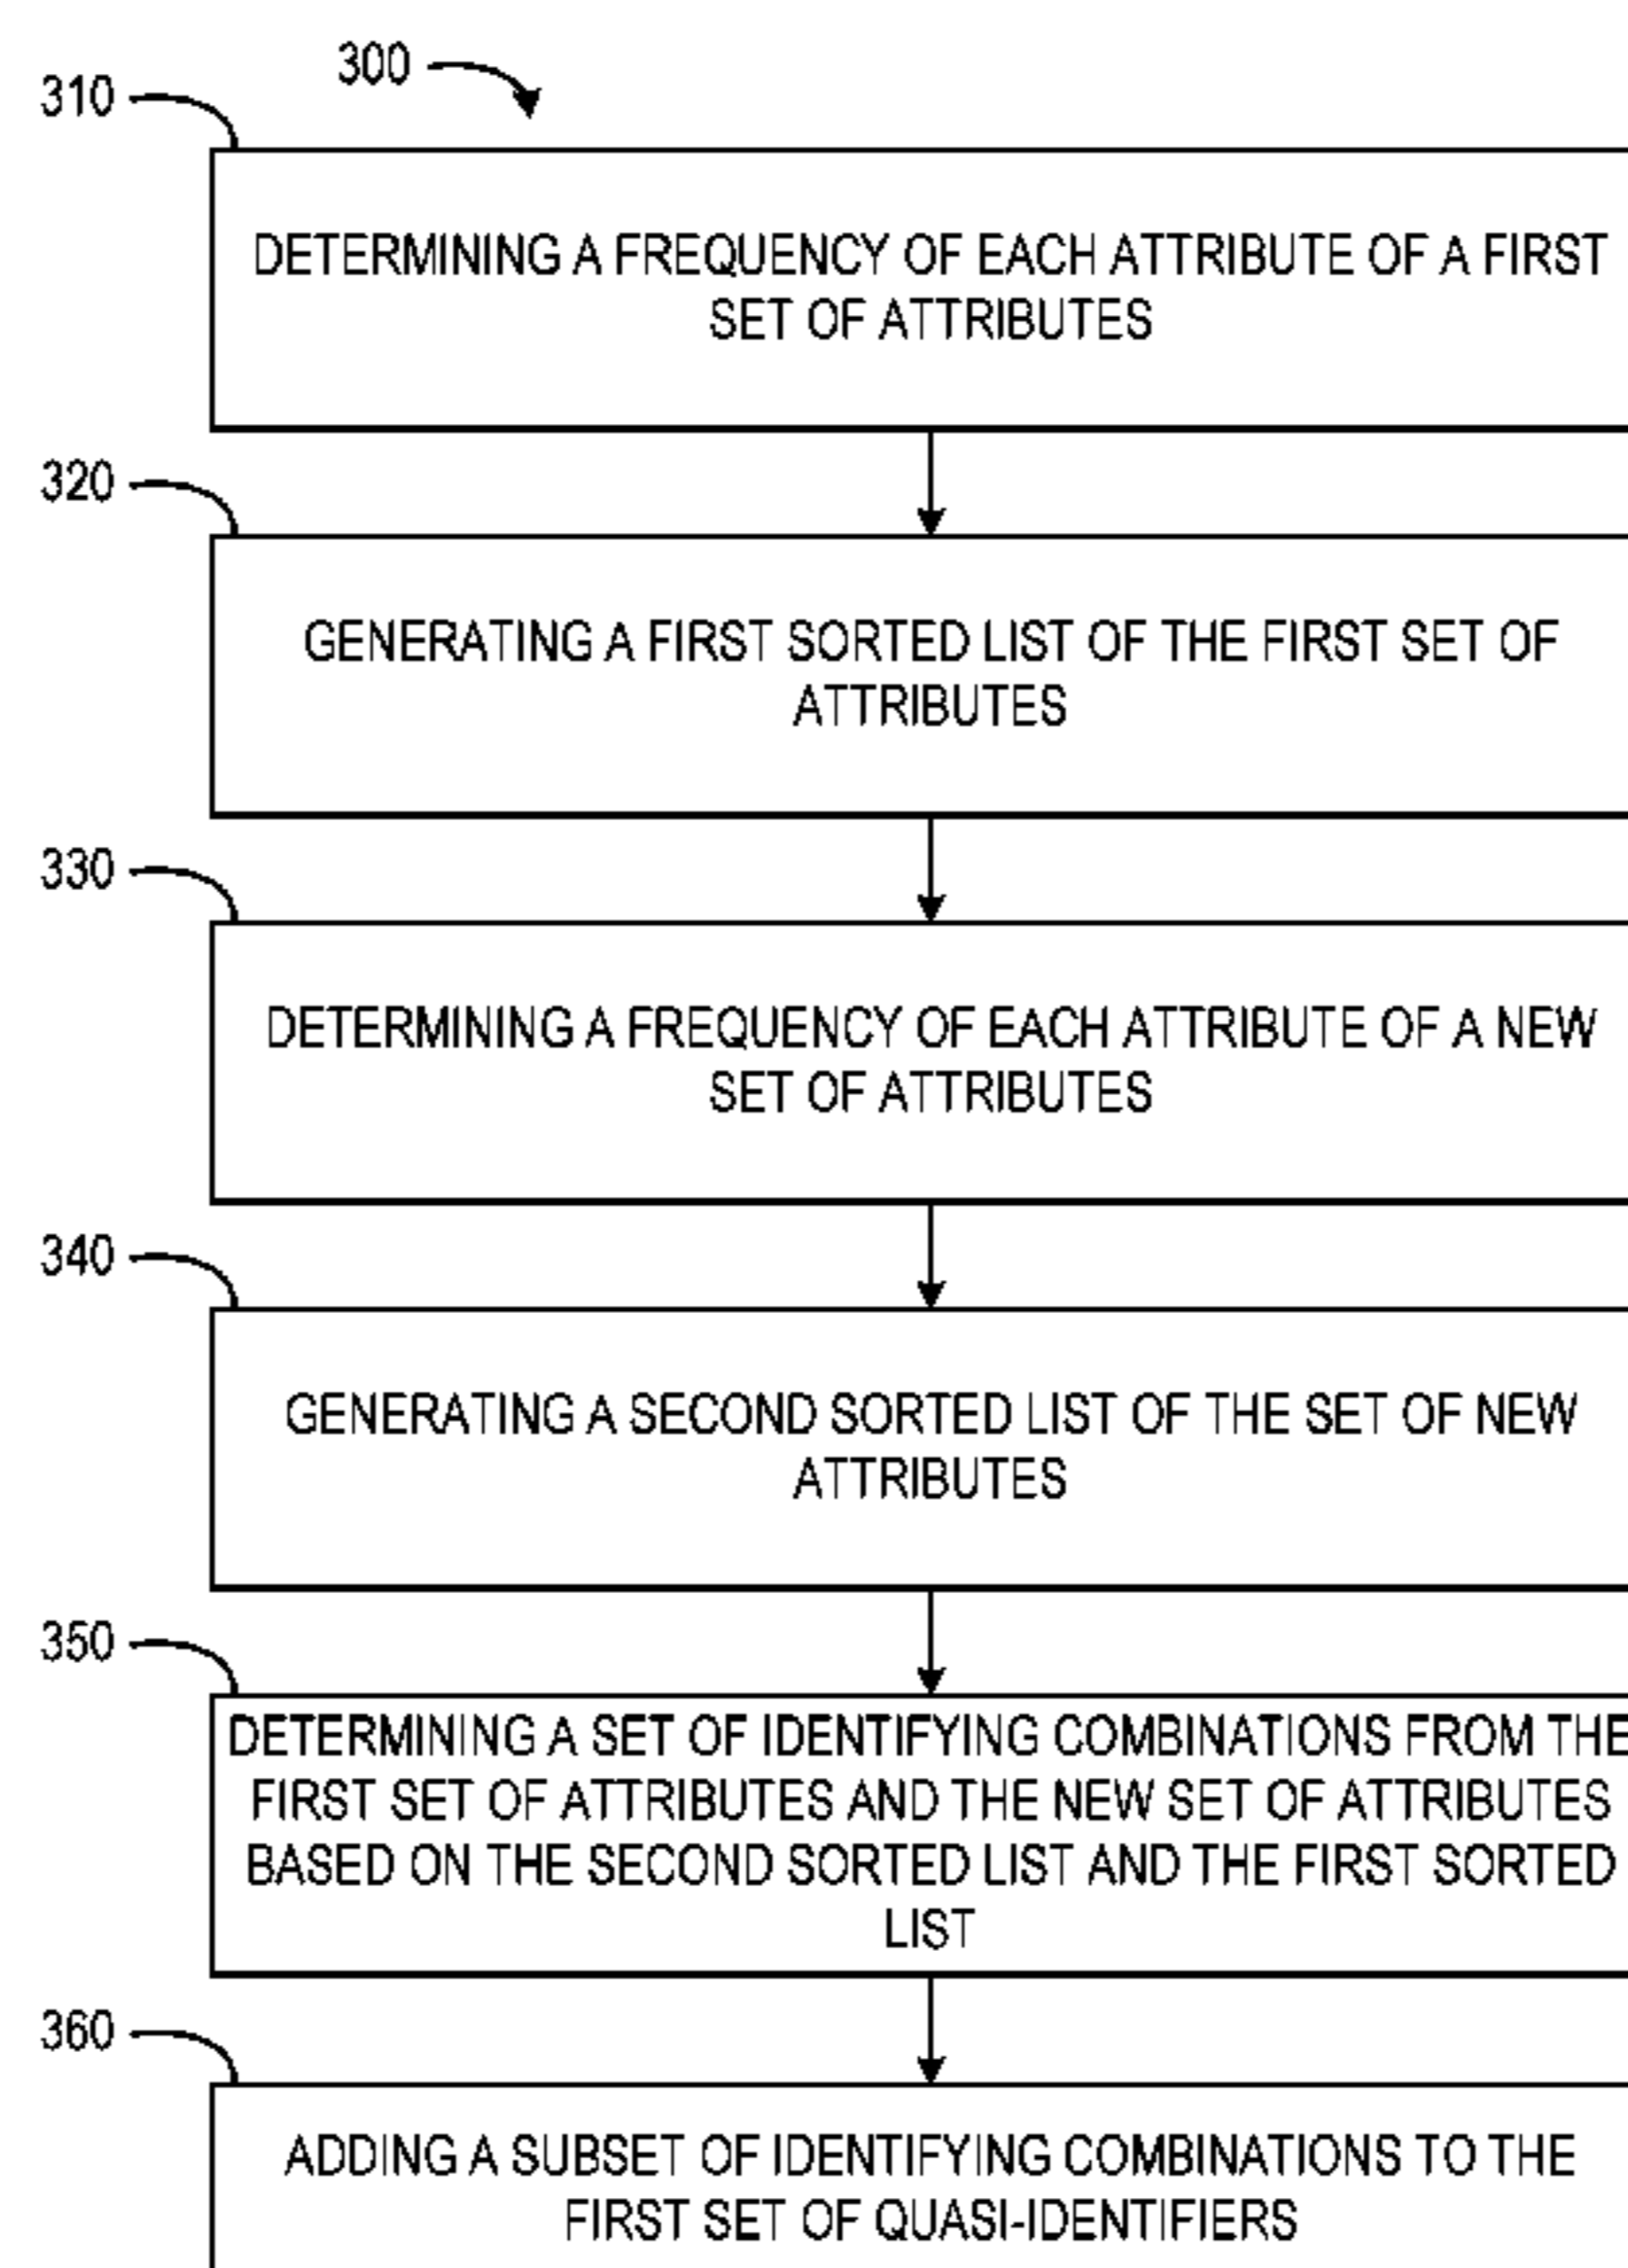 300
310
DETERMINING A FREQUENCY OF EACH ATTRIBUTE OF A FIRST
SET OF ATTRIBUTES
320
GENERATING A FIRST SORTED LIST OF THE FIRST SET OF
ATTRIBUTES
330
DETERMINING A FREQUENCY OF EACH ATTRIBUTE OF A NEW
SET OF ATTRIBUTES
340
GENERATING A SECOND SORTED LIST OF THE SET OF NEW
ATTRIBUTES
350
DETERMINING A SET OF IDENTIFYING COMBINATIONS FROM THE
FIRST SET OF ATTRIBUTES AND THE NEW SET OF ATTRIBUTES
BASED ON THE SECOND SORTED LIST AND THE FIRST SORTED
LIST
360
ADDING A SUBSET OF IDENTIFYING COMBINATIONS TO THE
FIRST SET OF QUASI-IDENTIFIERS